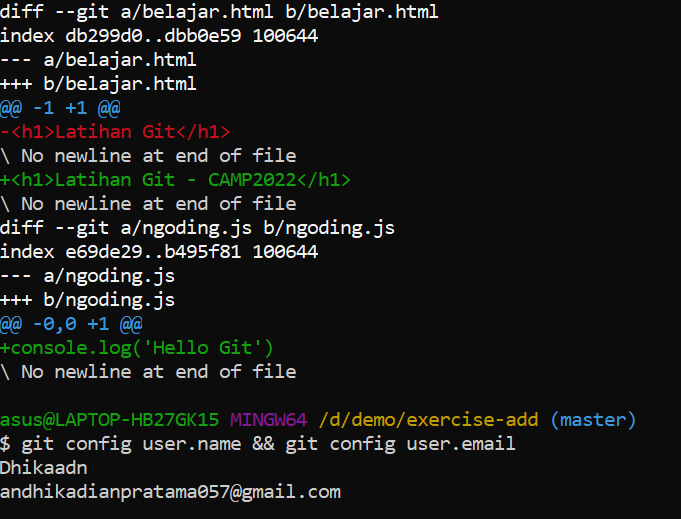 diff --git a/belajar.html b/belajar.html
index db299d0..dbb0e59 100644
--- a/belajar.html
+++ b/belajar.html
@@ -1 +1 @@
-<h1>Latihan Git</h1>
\ No newline at end of file
+<h1>Latihan Git - CAMP2022</h1>
\ No newline at end of file
diff --git a/ngoding.js b/ngoding.js
index e69de29..b495f81 100644
--- a/ngoding.js
+++ b/ngoding.js
@@ -0,0 +1 @@
+console.log('Hello Git')
\ No newline at end of file
asus@LAPTOP-HB27GK15 MINGW64 /d/demo/exercise-add (master)
$ git config user.name && git config user.email
Dhikaadn
andhikadianpratama057@gmail.com